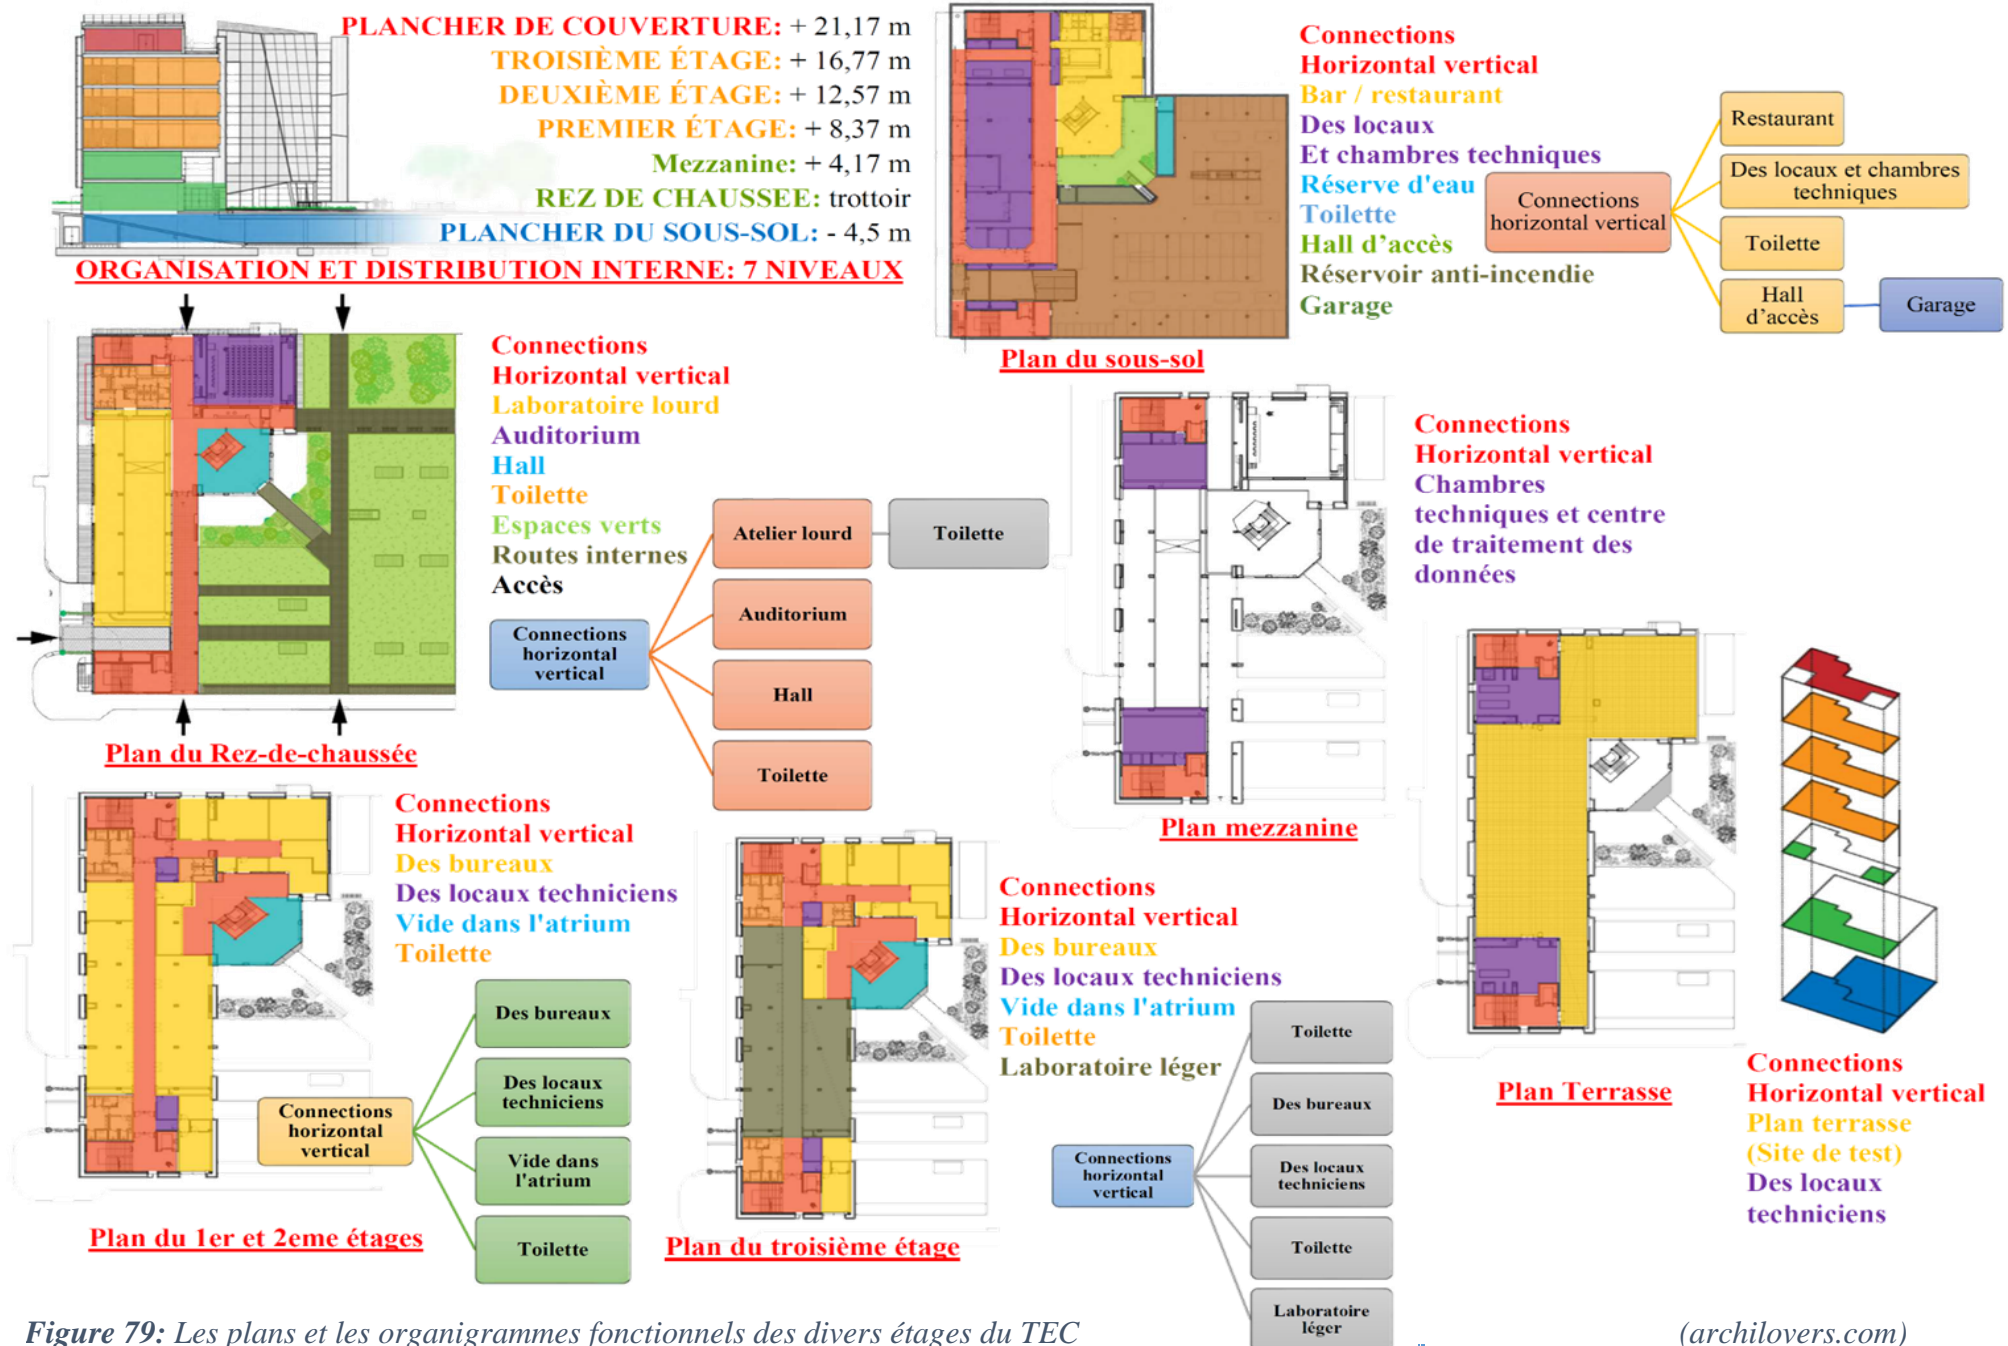 PLANCHER DE COUVERTURE: + 21,17 m
TROISIÈME ÉTAGE: + 16,77 m
DEUXIÈME ÉTAGE: + 12,57 m
PREMIER ÉTAGE: + 8,37 m
Mezzanine: + 4,17 m
REZ DE CHAUSSEE: trottoir
PLANCHER DU SOUS-SOL: - 4,5 m
ORGANISATION ET DISTRIBUTION INTERNE: 7 NIVEAUX
Connections
Horizontal vertical
Bar / restaurant
Des locaux
Et chambres techniques
Réserve d'eau
Toilette
Hall d'accès
Réservoir anti-incendie
Garage
Plan du sous-sol
Connections
horizontal vertical
Restaurant
Des locaux et chambres
techniques
Toilette
Hall
d'accès
Garage
Connections
Horizontal vertical
Laboratoire lourd
Auditorium
Hall
Toilette
Espaces verts
Routes internes
Accès
Plan du Rez-de-chaussée
Connections
horizontal
vertical
Atelier lourd
Toilette
Auditorium
Hall
Toilette
Connections
Horizontal vertical
Chambres
techniques et centre
de traitement des
données
Plan mezzanine
Connections
Horizontal vertical
Des bureaux
Des locaux techniciens
Vide dans l'atrium
Toilette
Plan du 1er et 2eme étages
Connections
horizontal
vertical
Des bureaux
Des locaux
techniciens
Vide dans
l'atrium
Toilette
Connections
Horizontal vertical
Des bureaux
Des locaux techniciens
Vide dans l'atrium
Toilette
Laboratoire léger
Plan du troisième étage
Connections
horizontal
vertical
Toilette
Des bureaux
Des locaux
techniciens
Toilette
Laboratoire
léger
Plan Terrasse
Connections
Horizontal vertical
Plan terrasse
(Site de test)
Des locaux
techniciens
Figure 79: Les plans et les organigrammes fonctionnels des divers étages du TEC (archilovers.com)